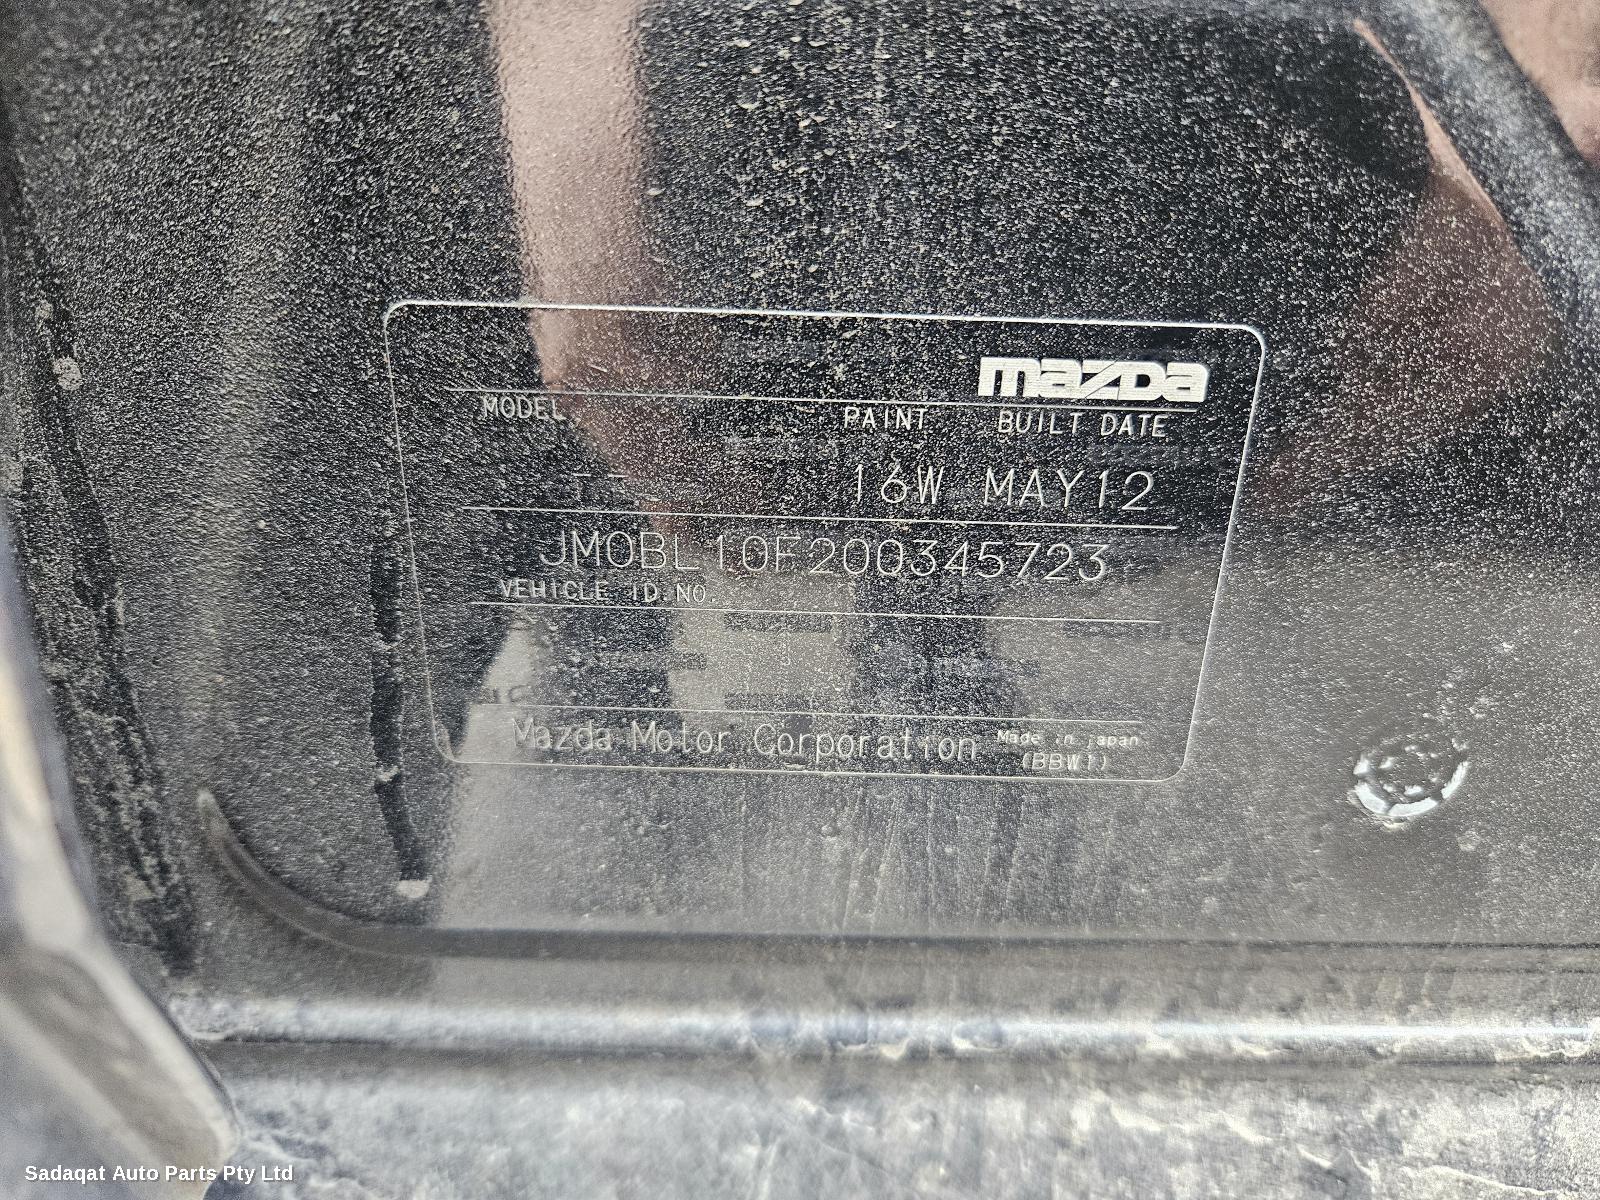 mazda
MODEL PAINT BUILT DATE
16W MAY12
JM0BL10F200345723
VEHICLE ID.NO.
Mazda Motor Corporation Made in Japan
(BBW1)
Sadaqat Auto Parts Pty Ltd